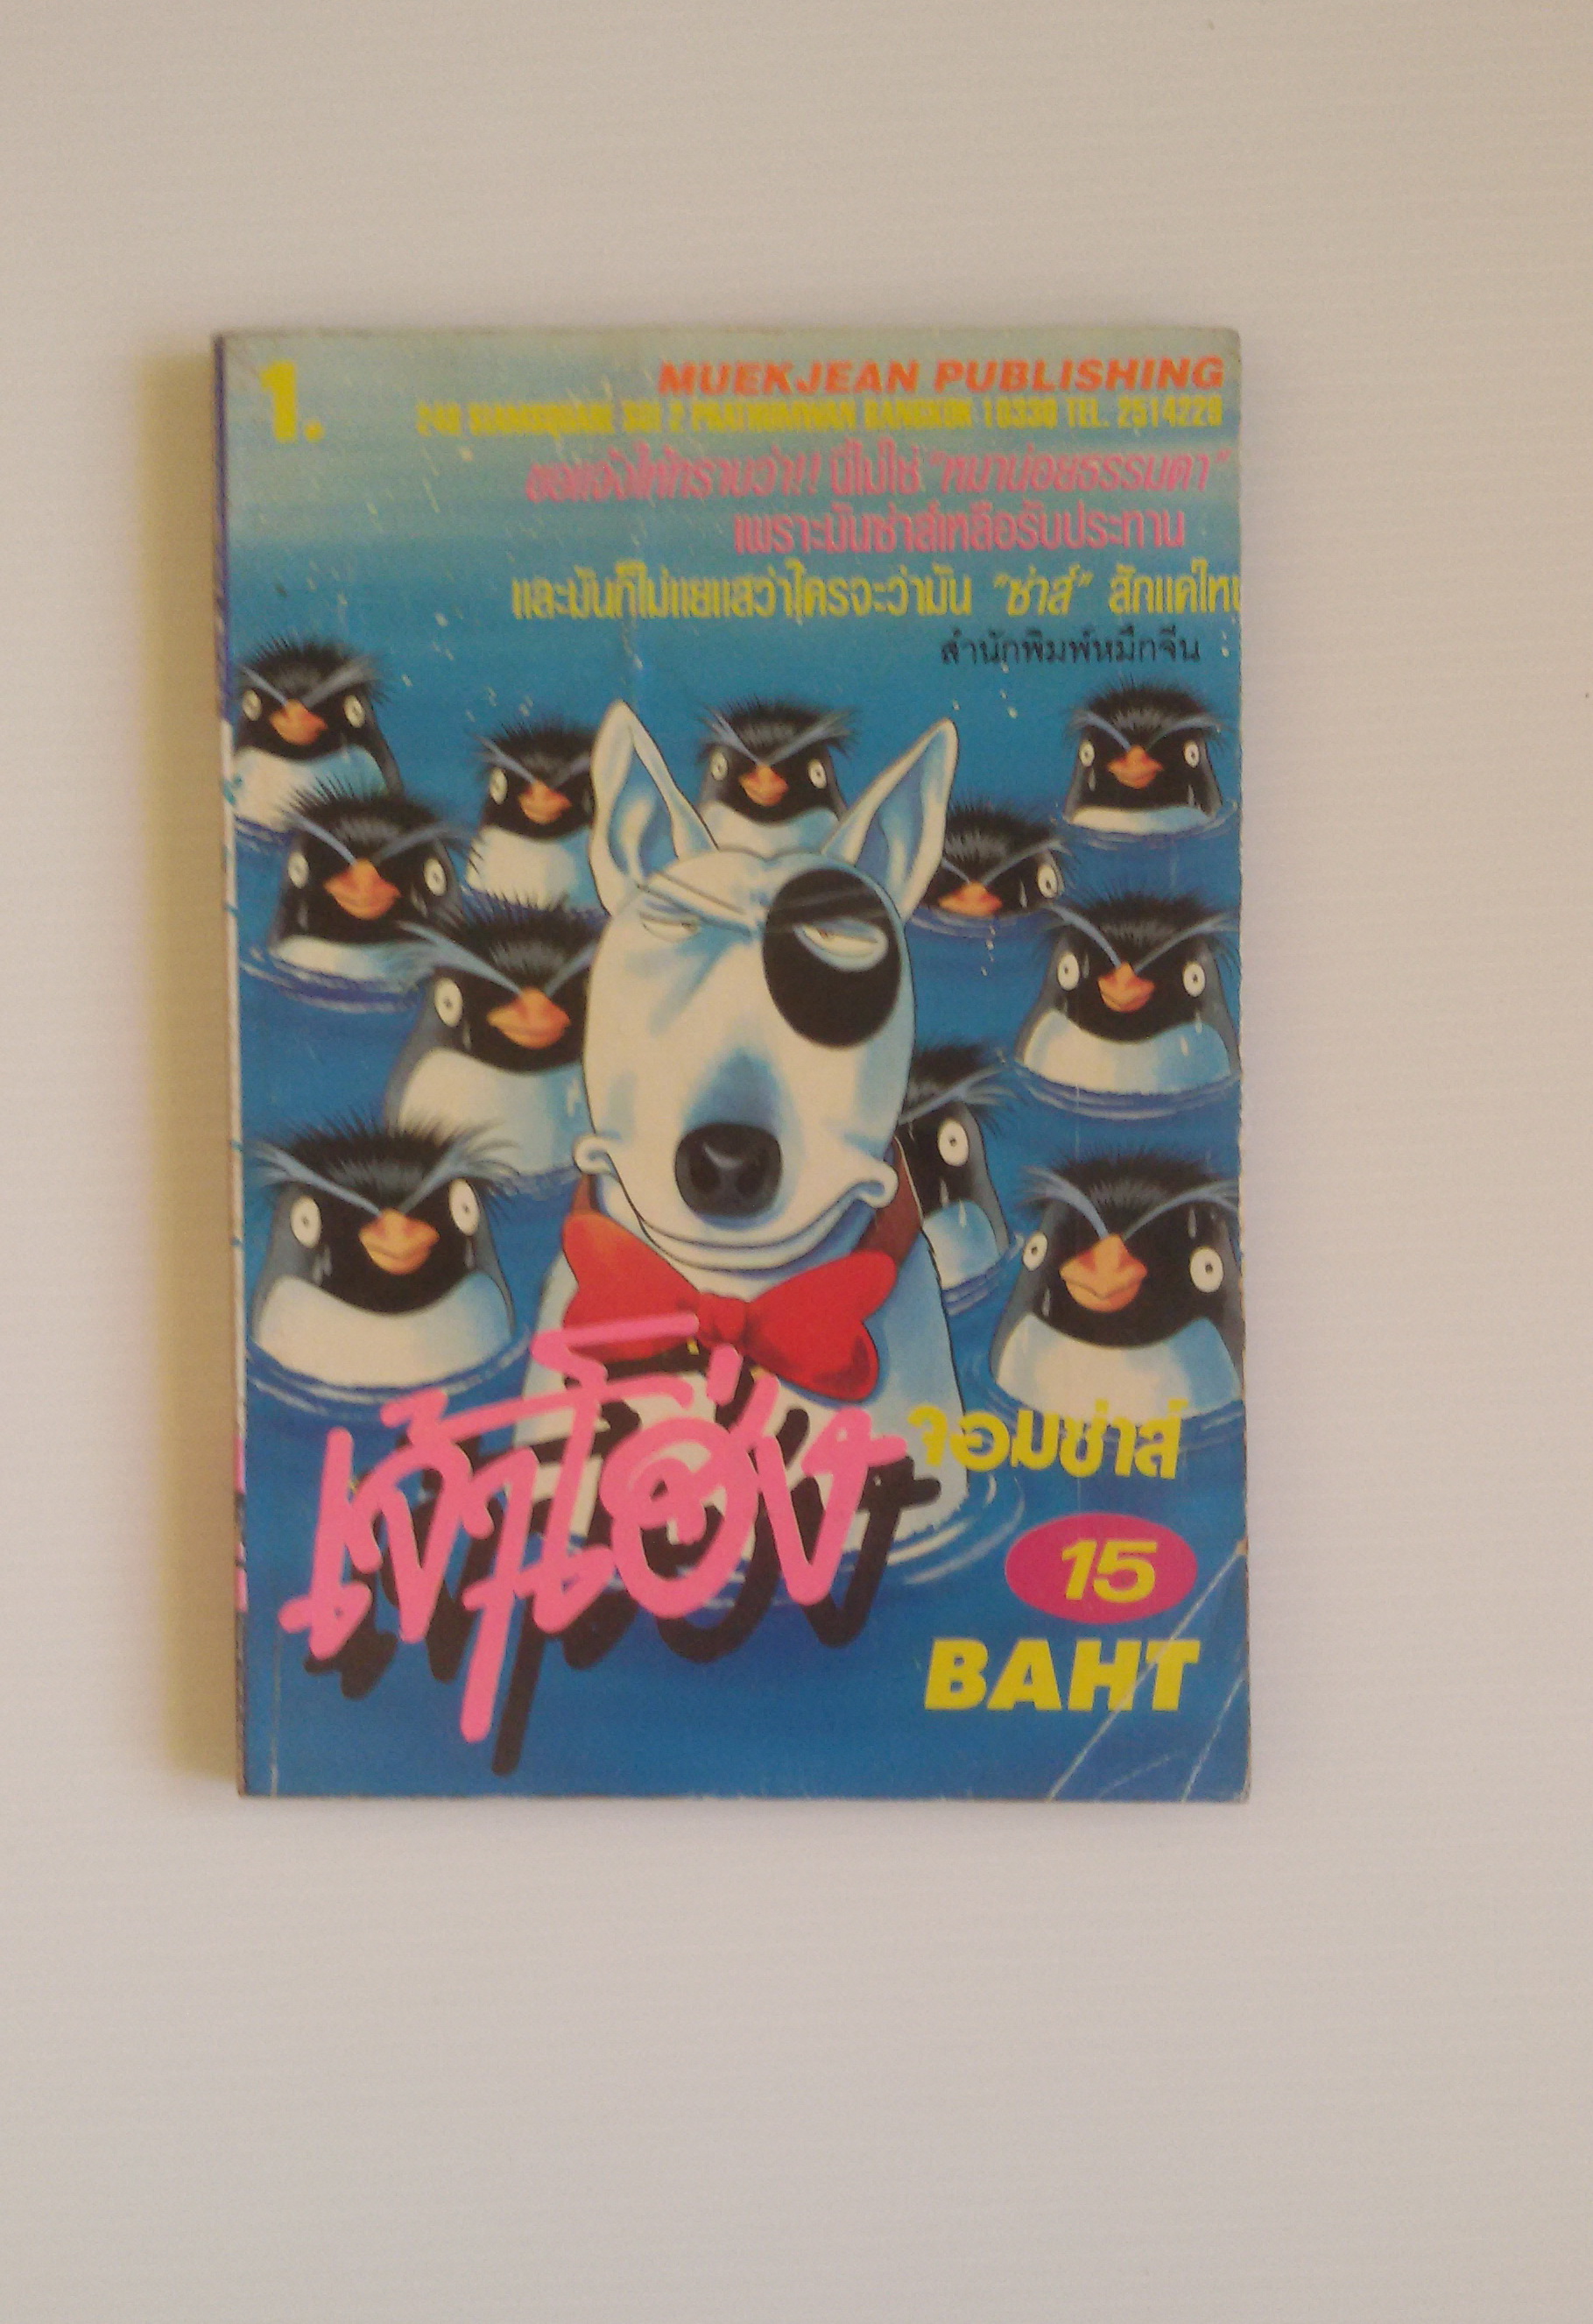 1.
MUEKJEAN PUBLISHING
248 SIAMSQUARE SOI 2 PRATHUMWAN BANGKOK 10330 TEL. 2514229
ขอแจ้งให้ทราบว่า!! นี่ไม่ใช่ "หมาน่อยธรรมดา"
เพราะมันซ่าส์เหลือรับประทาน
และมันก็ไม่แยแสว่าใครจะว่ามัน "ซ่าส์" สักแค่ไหน
สำนักพิมพ์หมึกจีน
เจ้าโอ่ง
จอมซ่าส์
15
BAHT